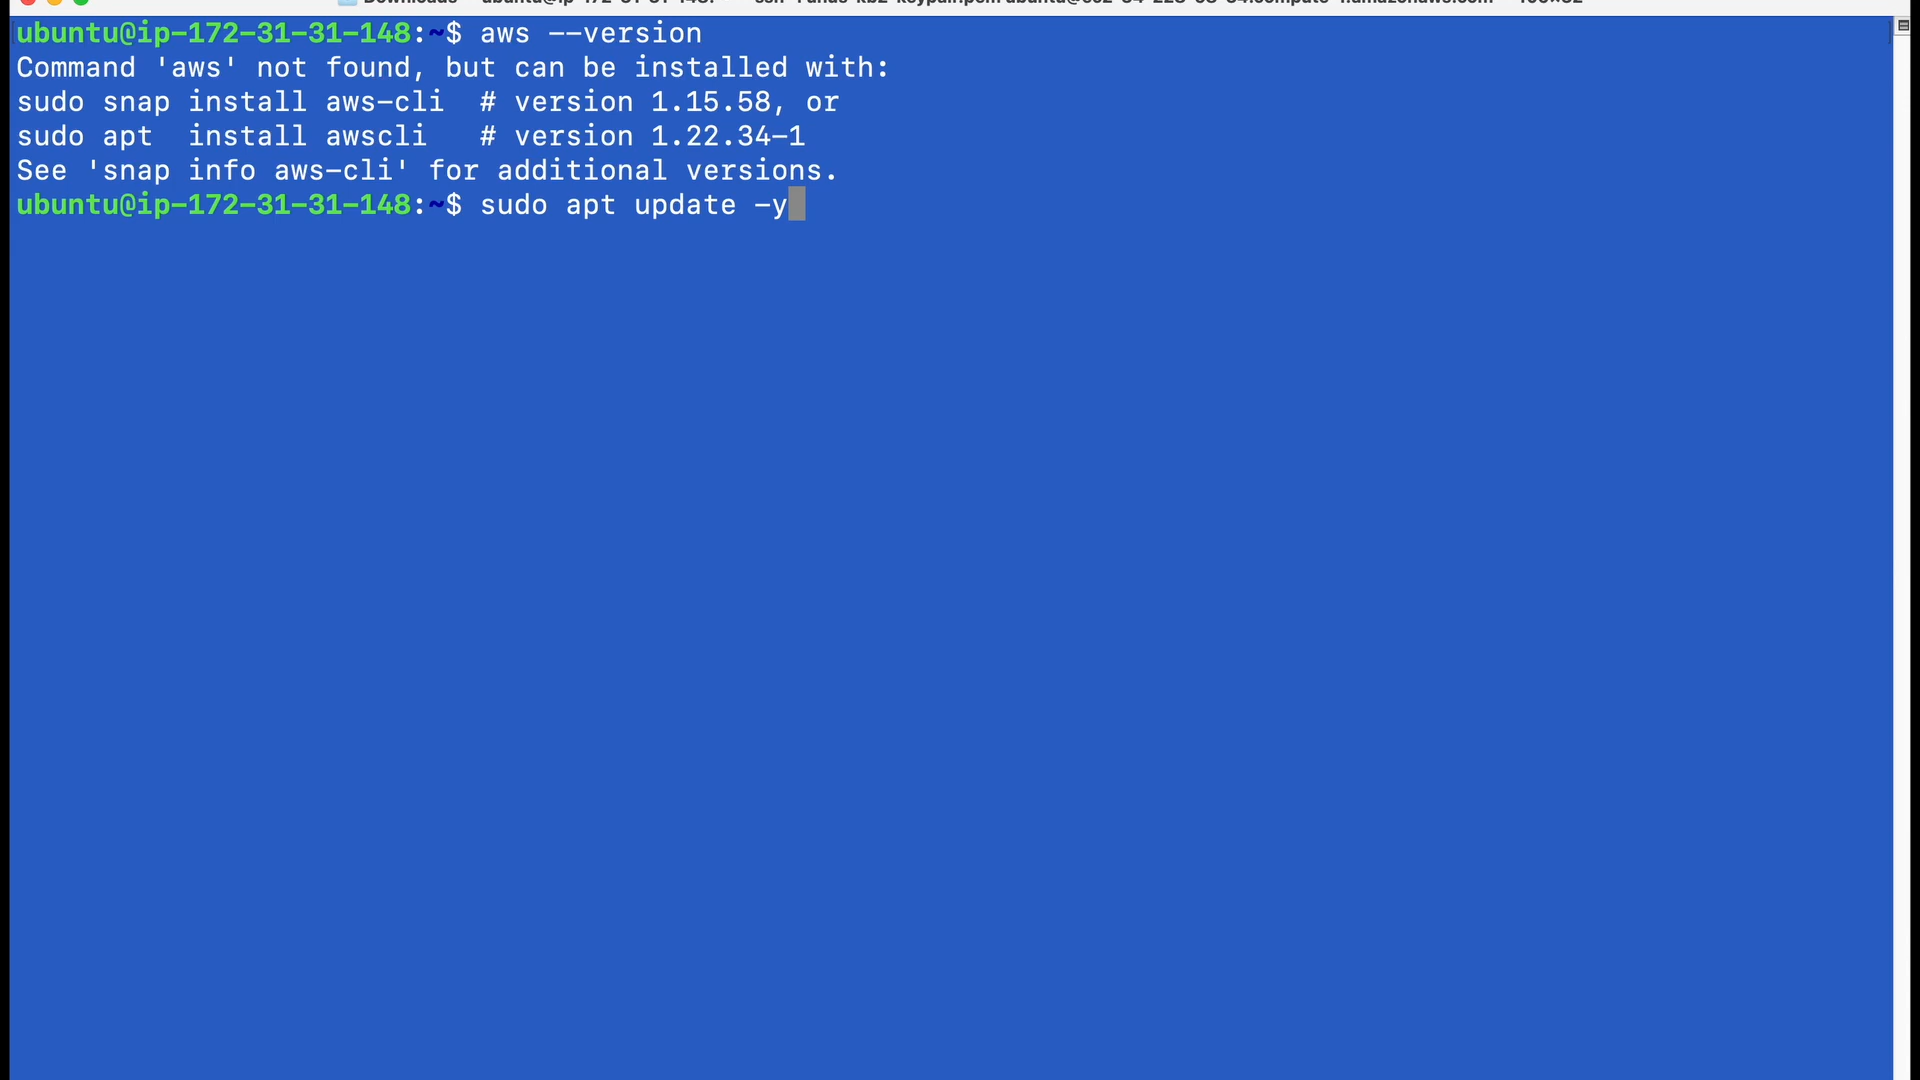 ubuntu@ip-172-31-31-148:~$ aws --version
Command 'aws' not found, but can be installed with:
sudo snap install aws-cli  # version 1.15.58, or
sudo apt  install awscli   # version 1.22.34-1
See 'snap info aws-cli' for additional versions.
ubuntu@ip-172-31-31-148:~$ sudo apt update -y